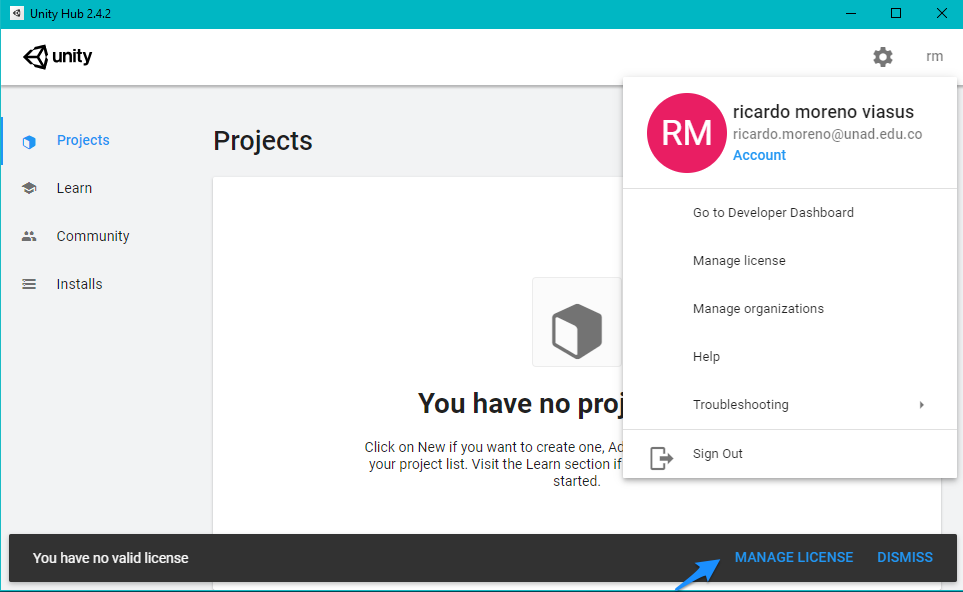 Unity Hub 2.4.2
unity
rm
Projects
Learn
Community
Installs
Projects
RM
ricardo moreno viasus
ricardo.moreno@unad.edu.co
Account
Go to Developer Dashboard
Manage license
Manage organizations
Help
Troubleshooting
Sign Out
You have no proj
Click on New if you want to create one, Ad
your project list. Visit the Learn section if
started.
You have no valid license
MANAGE LICENSE
DISMISS